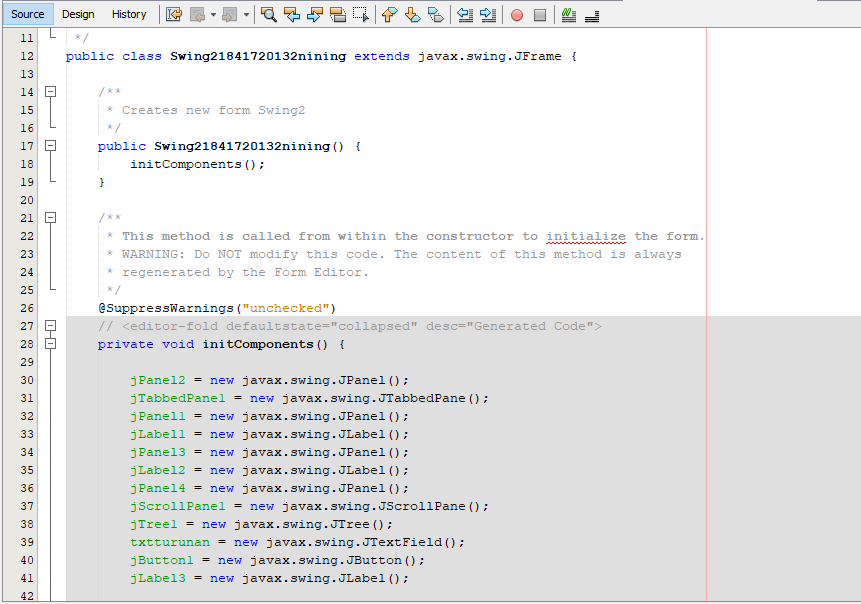 Source Design History
11 */
12 public class Swing21841720132nining extends javax.swing.JFrame {
13
14 /**
15 * Creates new form Swing2
16 */
17 public Swing21841720132nining() {
18 initComponents();
19 }
20
21 /**
22 * This method is called from within the constructor to initialize the form.
23 * WARNING: Do NOT modify this code. The content of this method is always
24 * regenerated by the Form Editor.
25 */
26 @SuppressWarnings("unchecked")
27 // <editor-fold defaultstate="collapsed" desc="Generated Code">
28 private void initComponents() {
29
30 jPanel2 = new javax.swing.JPanel();
31 jTabbedPane1 = new javax.swing.JTabbedPane();
32 jPanel1 = new javax.swing.JPanel();
33 jLabel1 = new javax.swing.JLabel();
34 jPanel3 = new javax.swing.JPanel();
35 jLabel2 = new javax.swing.JLabel();
36 jPanel4 = new javax.swing.JPanel();
37 jScrollPane1 = new javax.swing.JScrollPane();
38 jTree1 = new javax.swing.JTree();
39 txtturunan = new javax.swing.JTextField();
40 jButton1 = new javax.swing.JButton();
41 jLabel3 = new javax.swing.JLabel();
42